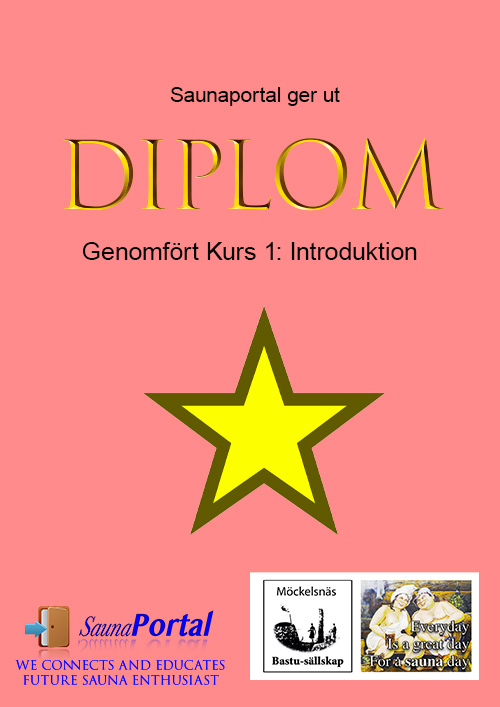 Saunaportal ger ut
DIPLOM
Genomfört Kurs 1: Introduktion
SaunaPortal
WE CONNECTS AND EDUCATES
FUTURE SAUNA ENTHUSIAST
Möckelsnäs
Bastu-sällskap
Everyday
Is a great day
For a sauna day